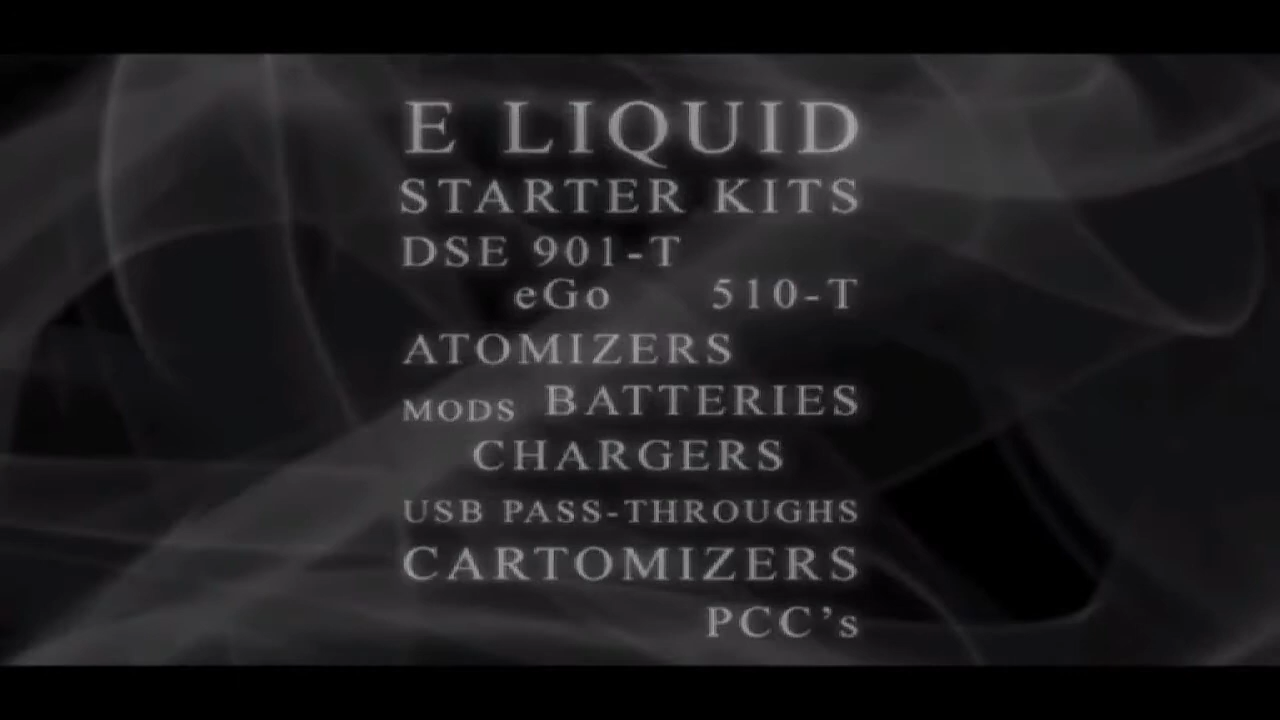 E LIQUID
STARTER KITS
DSE 901-T
eGo 510-T
ATOMIZERS
MODS BATTERIES
CHARGERS
USB PASS-THROUGHS
CARTOMIZERS
PCC's